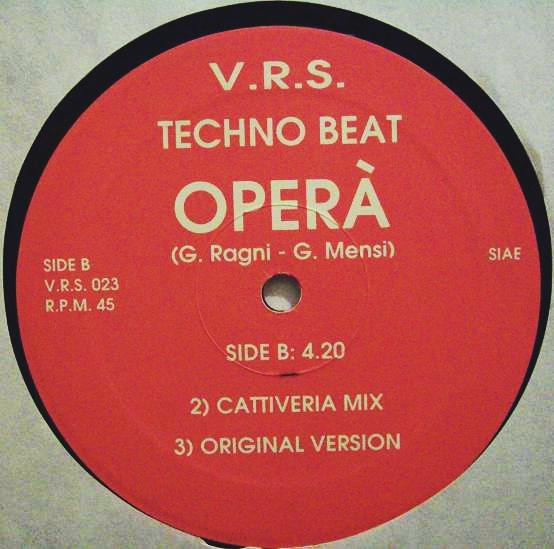 V.R.S.
TECHNO BEAT
OPERÀ
(G. Ragni - G. Mensi)
SIDE B
V.R.S. 023
R.P.M. 45
SIAE
SIDE B: 4.20
2) CATTIVERIA MIX
3) ORIGINAL VERSION